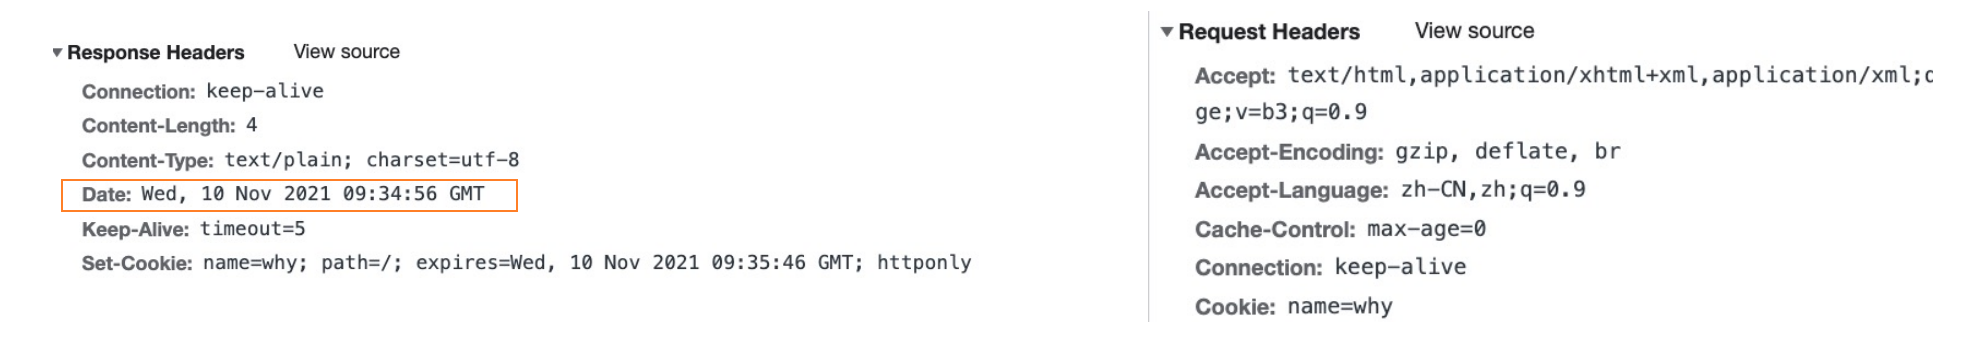 Response Headers View source
Connection: keep-alive
Content-Length: 4
Content-Type: text/plain; charset=utf-8
Date: Wed, 10 Nov 2021 09:34:56 GMT
Keep-Alive: timeout=5
Set-Cookie: name=why; path=/; expires=Wed, 10 Nov 2021 09:35:46 GMT; httponly
Request Headers View source
Accept: text/html,application/xhtml+xml,application/xml;
ge;v=b3;q=0.9
Accept-Encoding: gzip, deflate, br
Accept-Language: zh-CN,zh;q=0.9
Cache-Control: max-age=0
Connection: keep-alive
Cookie: name=why